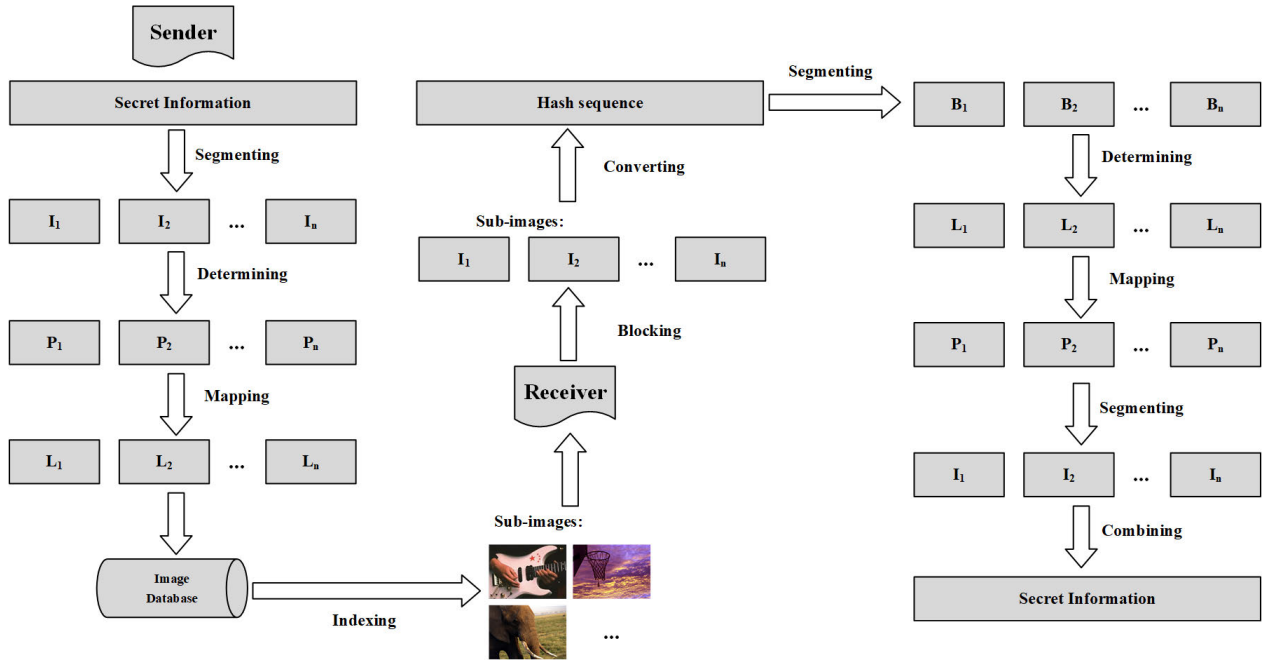 Sender
Secret Information
Segmenting
I₁ I₂ ... Iₙ
Determining
P₁ P₂ ... Pₙ
Mapping
L₁ L₂ ... Lₙ
Image
Database
Indexing
Sub-images:
...
Receiver
Blocking
Sub-images:
I₁ I₂ ... Iₙ
Converting
Hash sequence
Segmenting
B₁ B₂ ... Bₙ
Determining
L₁ L₂ ... Lₙ
Mapping
P₁ P₂ ... Pₙ
Segmenting
I₁ I₂ ... Iₙ
Combining
Secret Information